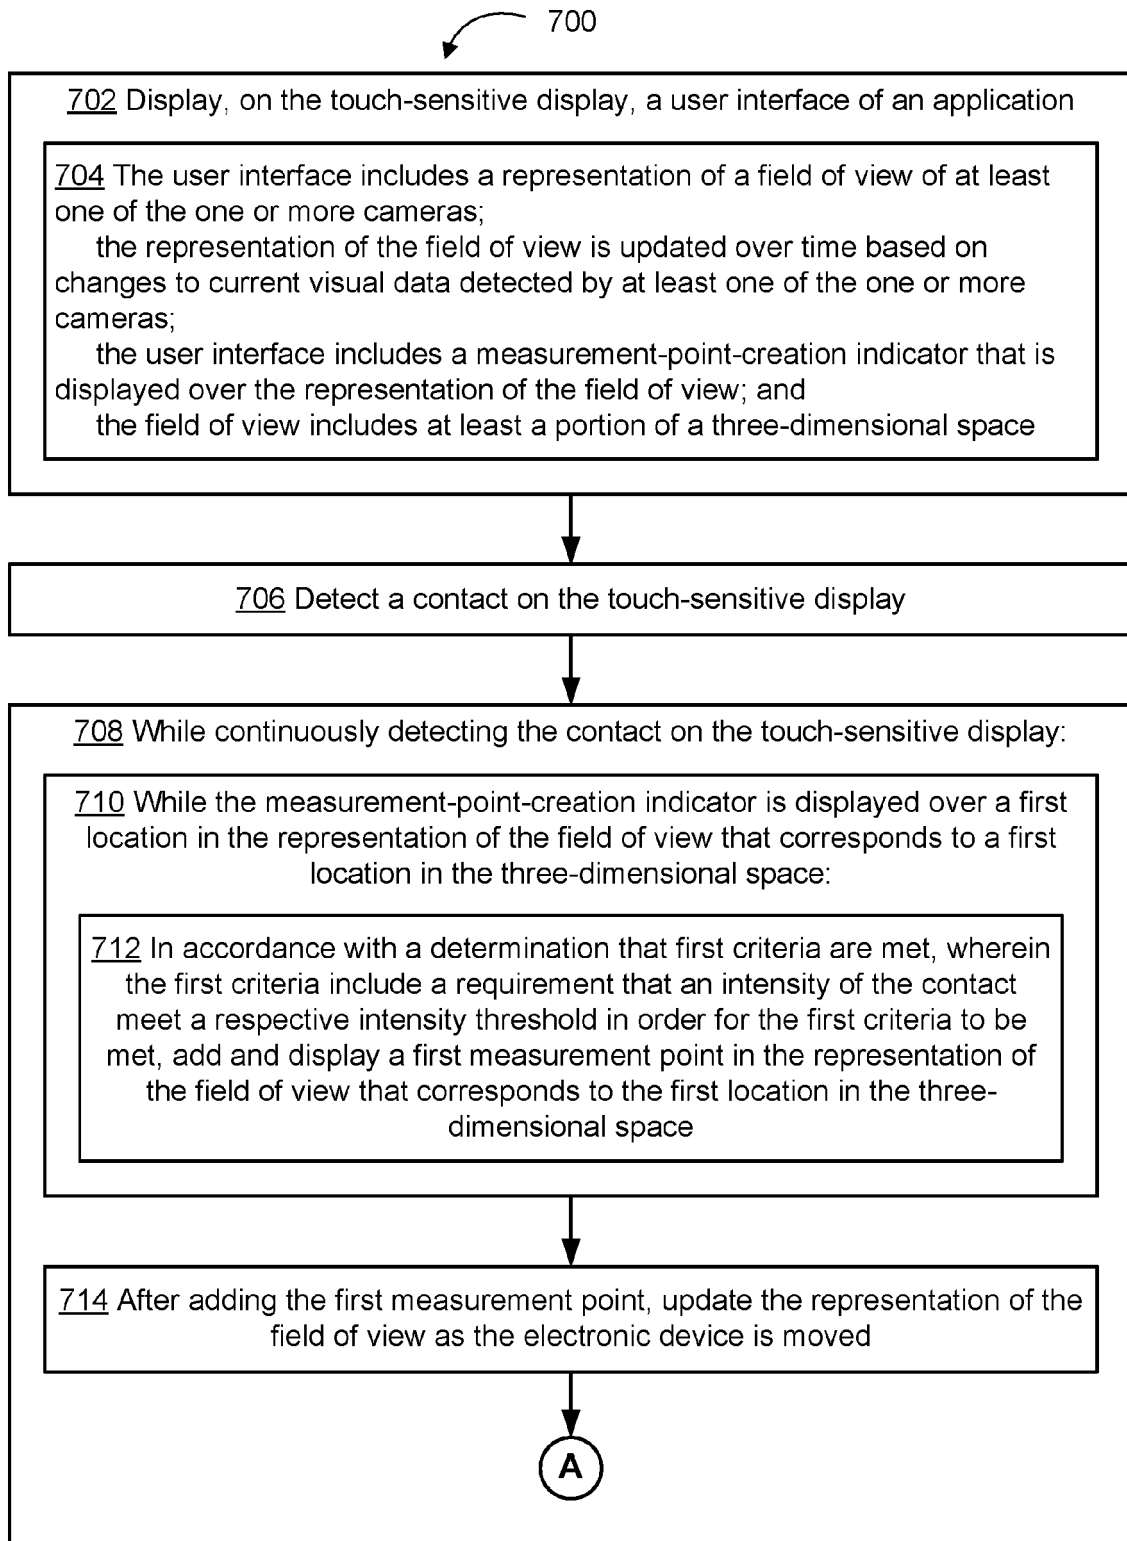 700
702 Display, on the touch-sensitive display, a user interface of an application
704 The user interface includes a representation of a field of view of at least
one of the one or more cameras;
the representation of the field of view is updated over time based on
changes to current visual data detected by at least one of the one or more
cameras;
the user interface includes a measurement-point-creation indicator that is
displayed over the representation of the field of view; and
the field of view includes at least a portion of a three-dimensional space
706 Detect a contact on the touch-sensitive display
708 While continuously detecting the contact on the touch-sensitive display:
710 While the measurement-point-creation indicator is displayed over a first
location in the representation of the field of view that corresponds to a first
location in the three-dimensional space:
712 In accordance with a determination that first criteria are met, wherein
the first criteria include a requirement that an intensity of the contact
meet a respective intensity threshold in order for the first criteria to be
met, add and display a first measurement point in the representation of
the field of view that corresponds to the first location in the three-
dimensional space
714 After adding the first measurement point, update the representation of the
field of view as the electronic device is moved
A